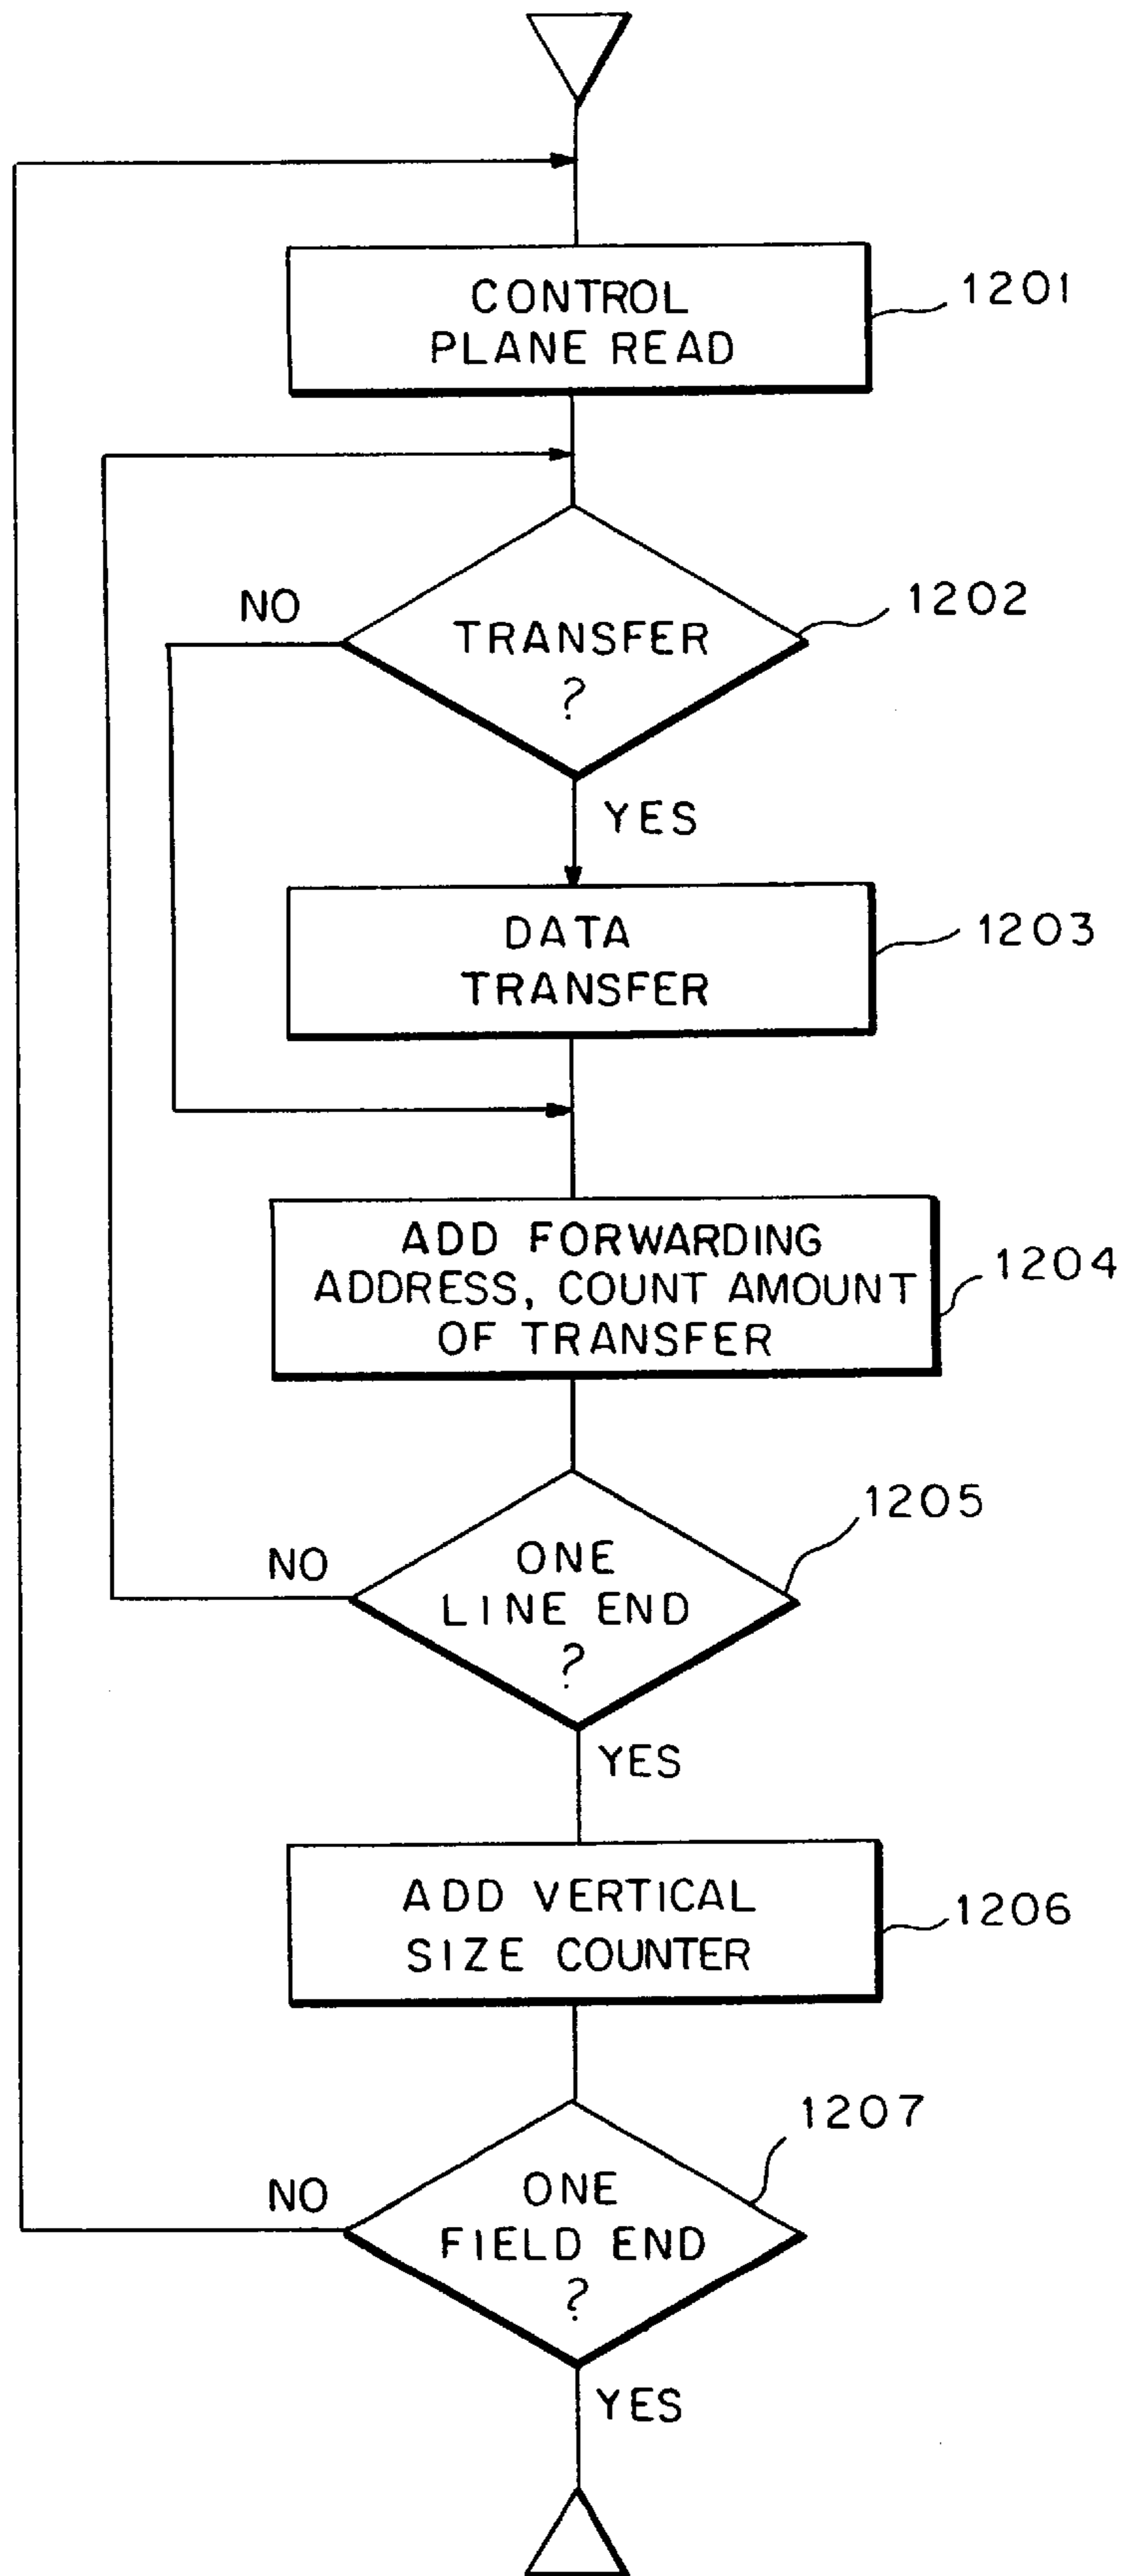 CONTROL
PLANE READ
1201
NO
TRANSFER
?
1202
YES
DATA
TRANSFER
1203
ADD FORWARDING
ADDRESS, COUNT AMOUNT
OF TRANSFER
1204
1205
NO
ONE
LINE END
?
YES
ADD VERTICAL
SIZE COUNTER
1206
1207
NO
ONE
FIELD END
?
YES